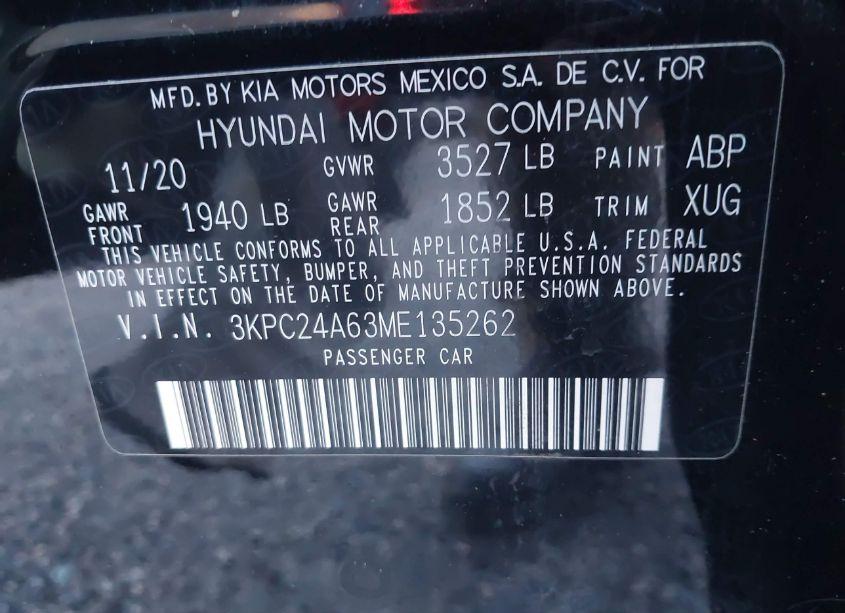 MFD. BY KIA MOTORS MEXICO S.A. DE C.V. FOR
HYUNDAI MOTOR COMPANY
11/20 GVWR 3527 LB PAINT ABP
GAWR FRONT 1940 LB GAWR REAR 1852 LB TRIM XUG
THIS VEHICLE CONFORMS TO ALL APPLICABLE U.S.A. FEDERAL
MOTOR VEHICLE SAFETY, BUMPER, AND THEFT PREVENTION STANDARDS
IN EFFECT ON THE DATE OF MANUFACTURE SHOWN ABOVE.
V.I.N. 3KPC24A63ME135262
PASSENGER CAR